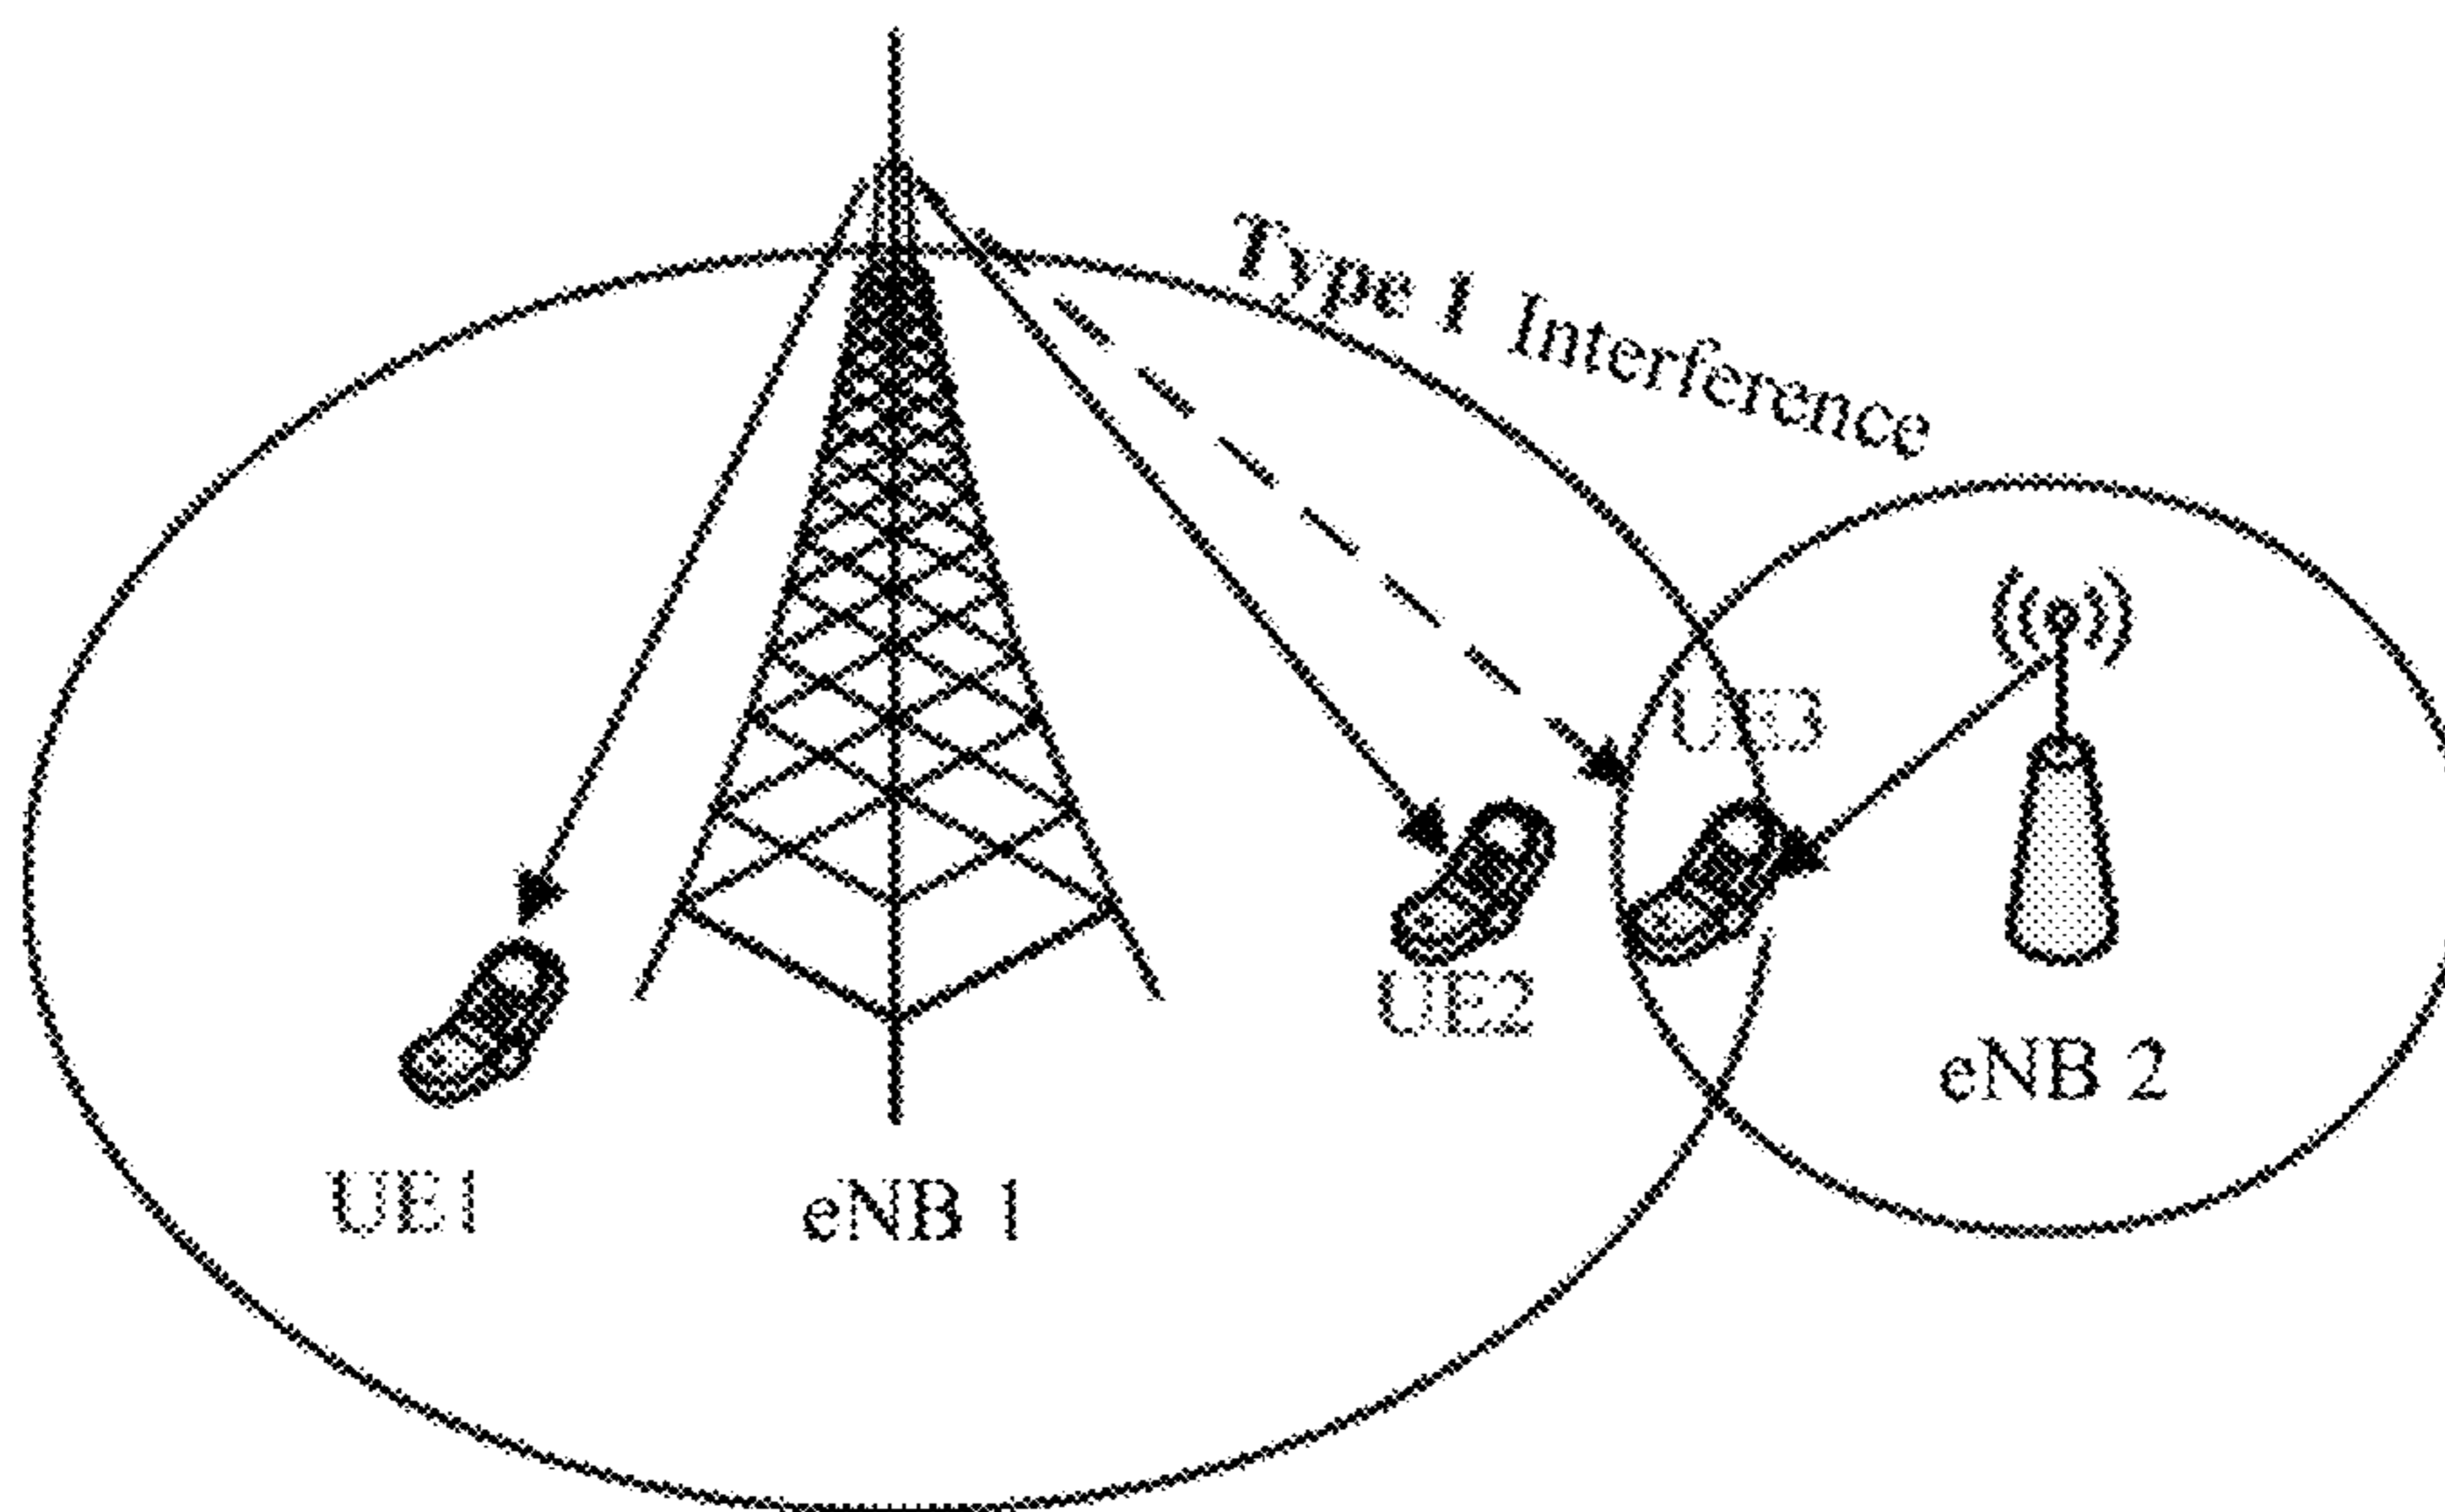 Type 1 Interference
UE3
UE2
eNB 2
UE1
eNB 1